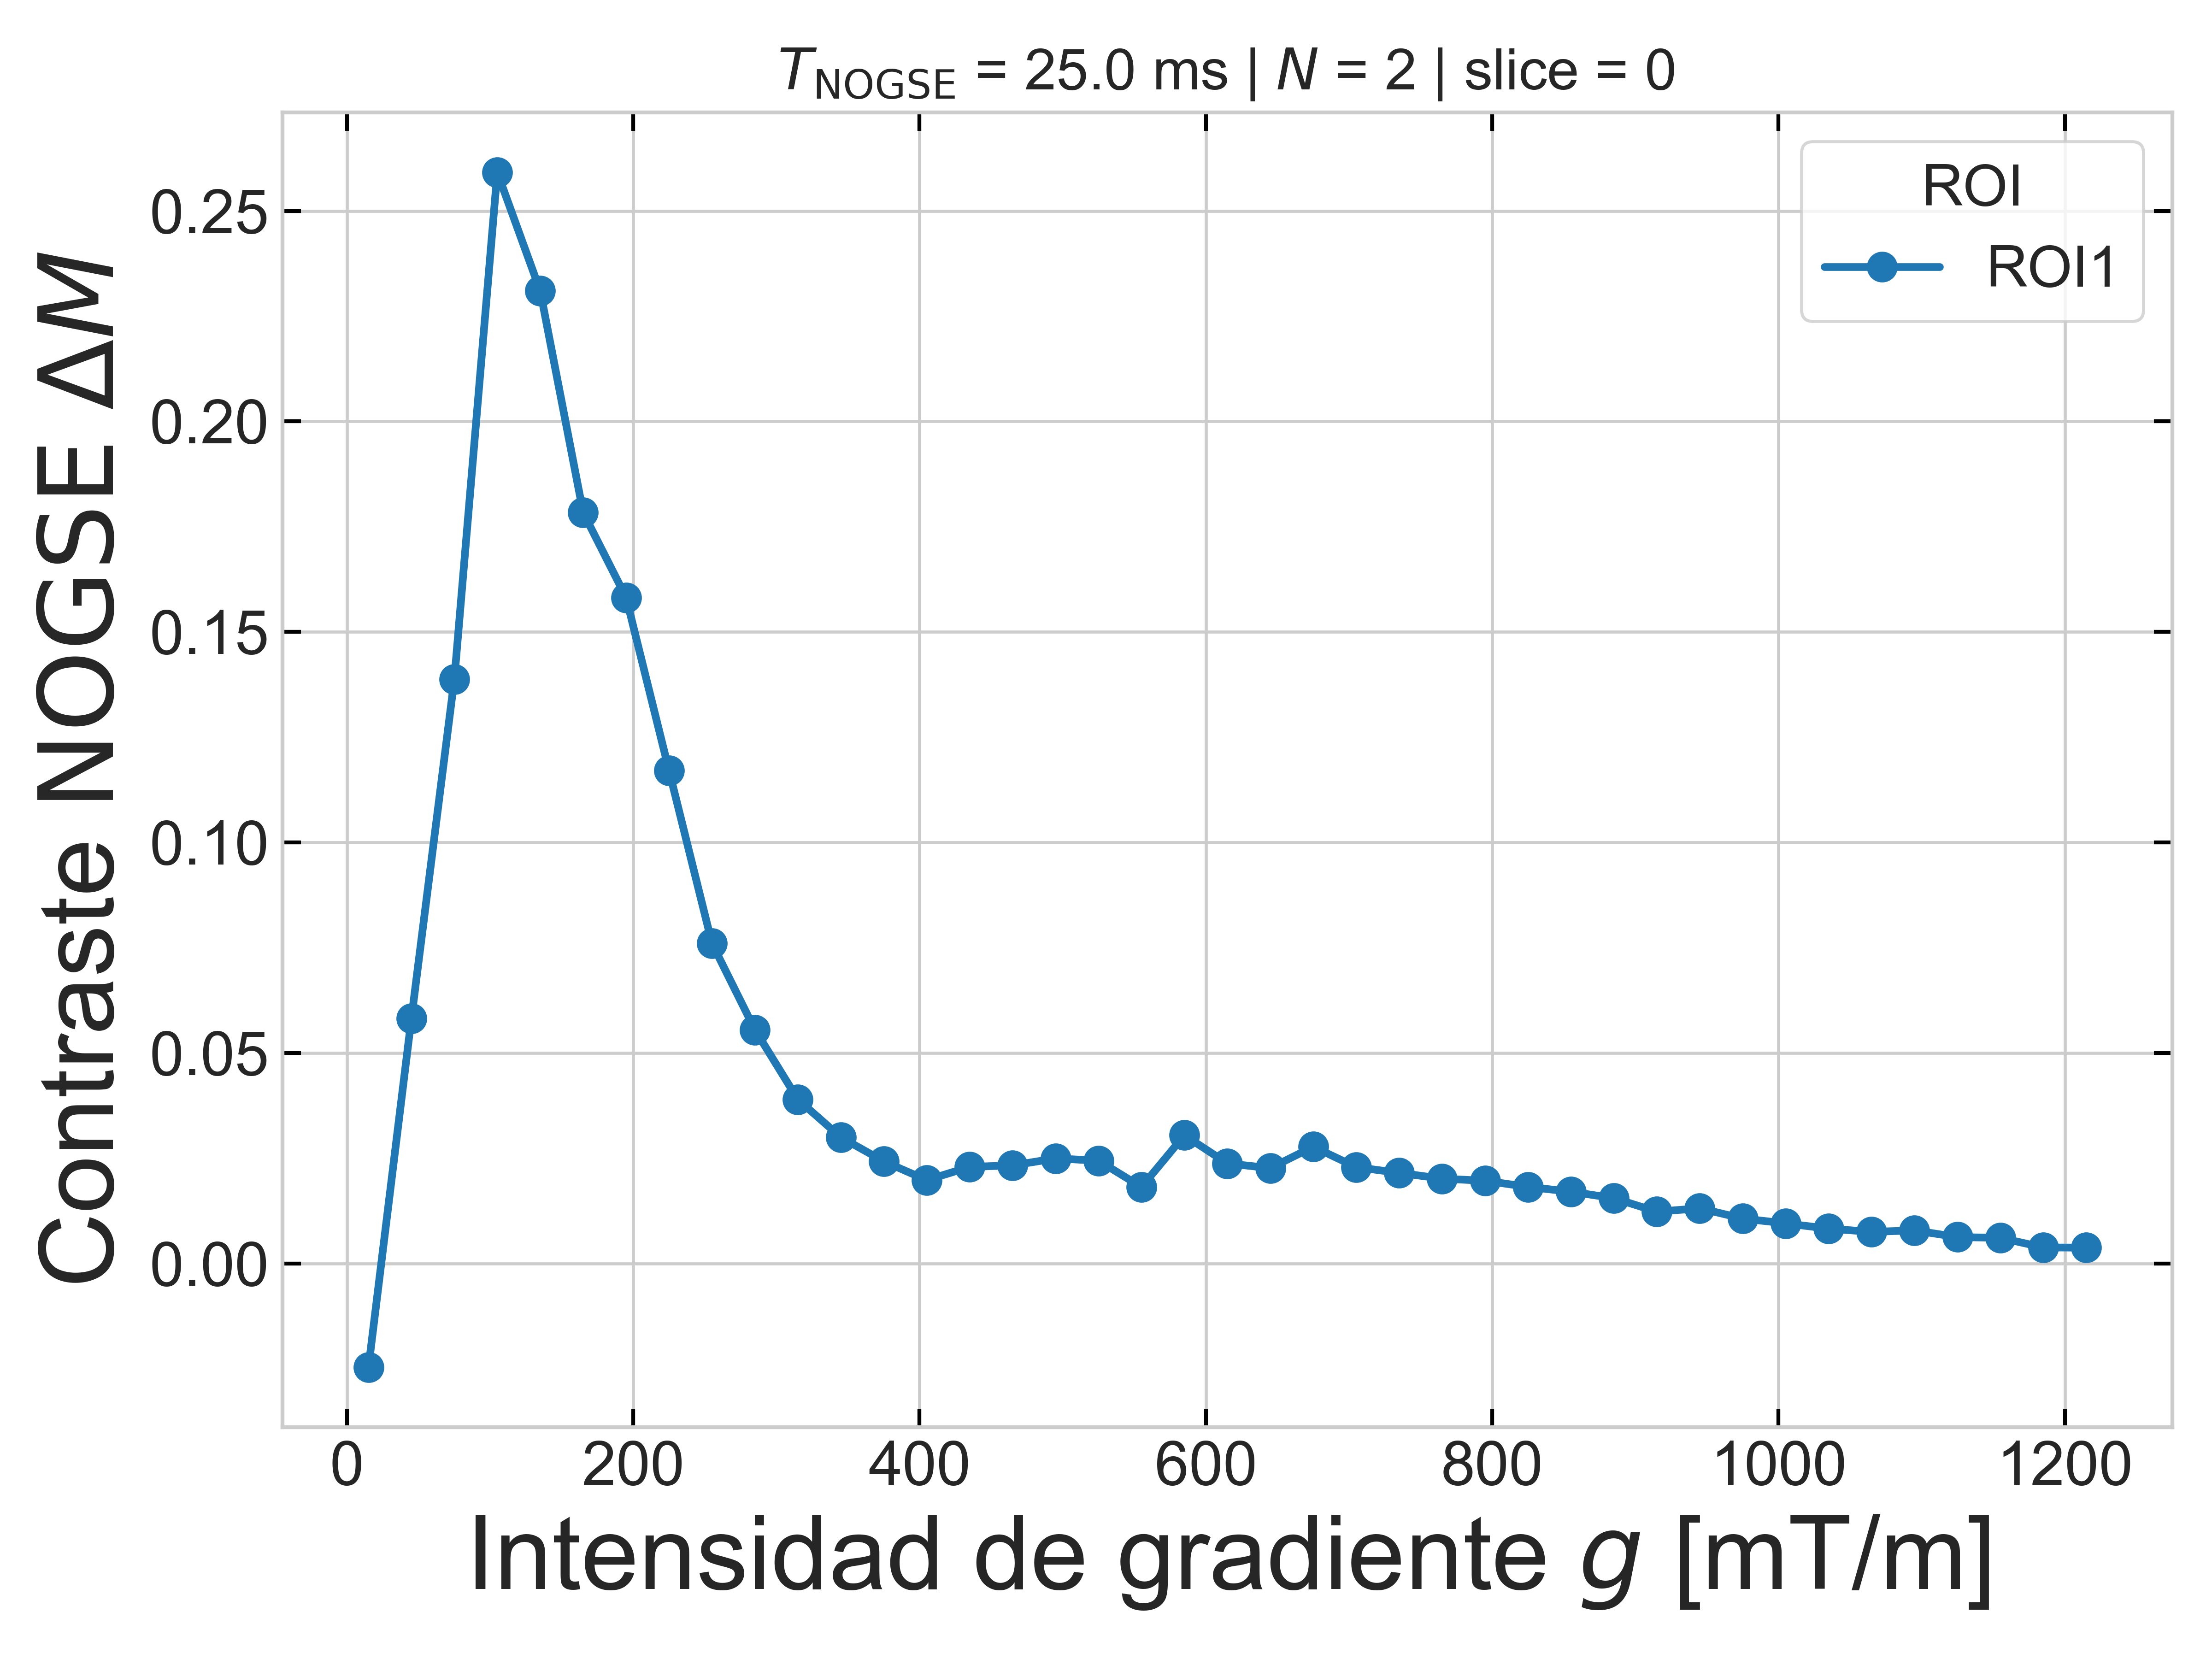 T_NOGSE = 25.0 ms | N = 2 | slice = 0
Contraste NOGSE ΔM
0.25
0.20
0.15
0.10
0.05
0.00
ROI
ROI1
0 200 400 600 800 1000 1200
Intensidad de gradiente g [mT/m]